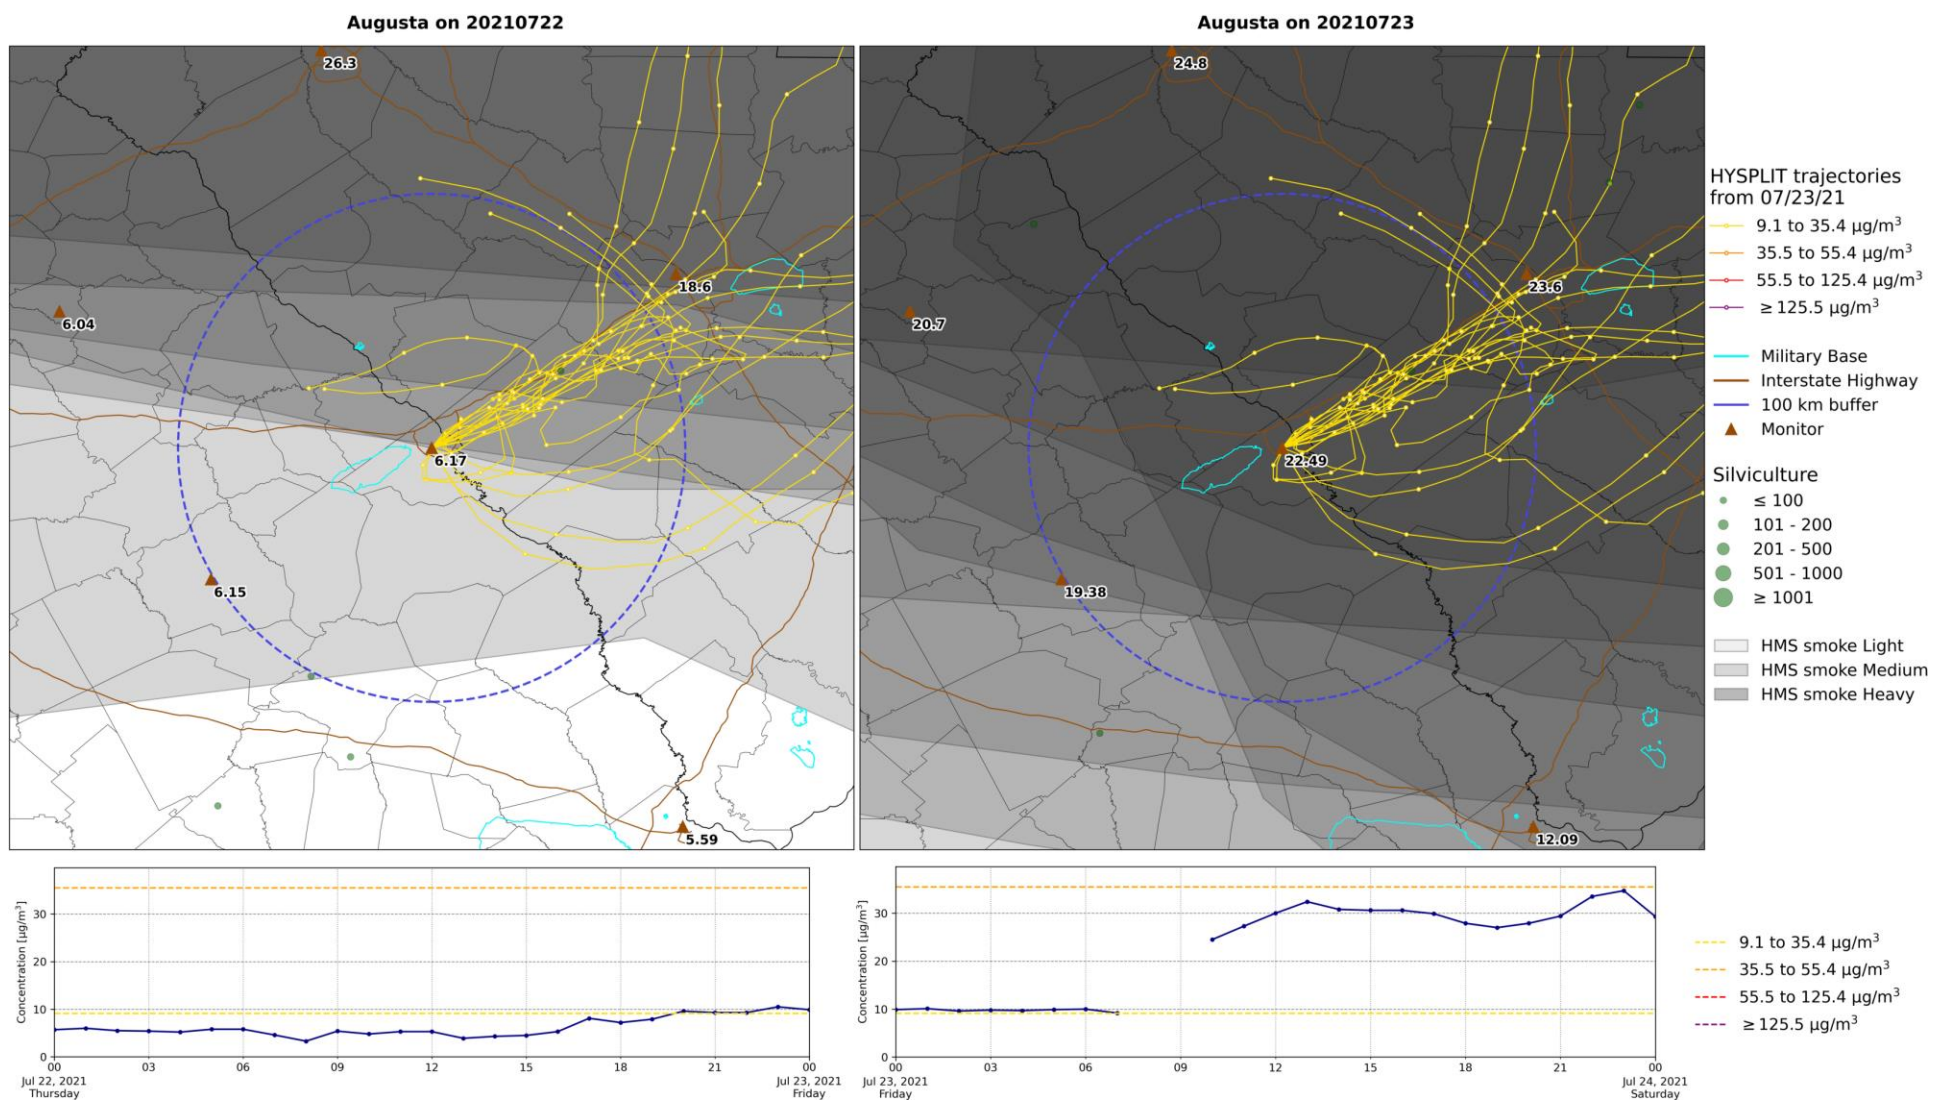 Augusta on 20210722
Augusta on 20210723
26.3
18.6
6.04
6.17
6.15
5.59
24.8
23.6
20.7
22.49
19.38
12.09
HYSPLIT trajectories
from 07/23/21
9.1 to 35.4 µg/m³
35.5 to 55.4 µg/m³
55.5 to 125.4 µg/m³
≥ 125.5 µg/m³
Military Base
Interstate Highway
100 km buffer
Monitor
Silviculture
≤ 100
101 - 200
201 - 500
501 - 1000
≥ 1001
HMS smoke Light
HMS smoke Medium
HMS smoke Heavy
Concentration [µg/m³]
30
20
10
0
00 03 06 09 12 15 18 21 00
Jul 22, 2021 Jul 23, 2021
Thursday Friday
Concentration [µg/m³]
30
20
10
0
00 03 06 09 12 15 18 21 00
Jul 23, 2021 Jul 24, 2021
Friday Saturday
9.1 to 35.4 µg/m³
35.5 to 55.4 µg/m³
55.5 to 125.4 µg/m³
≥ 125.5 µg/m³